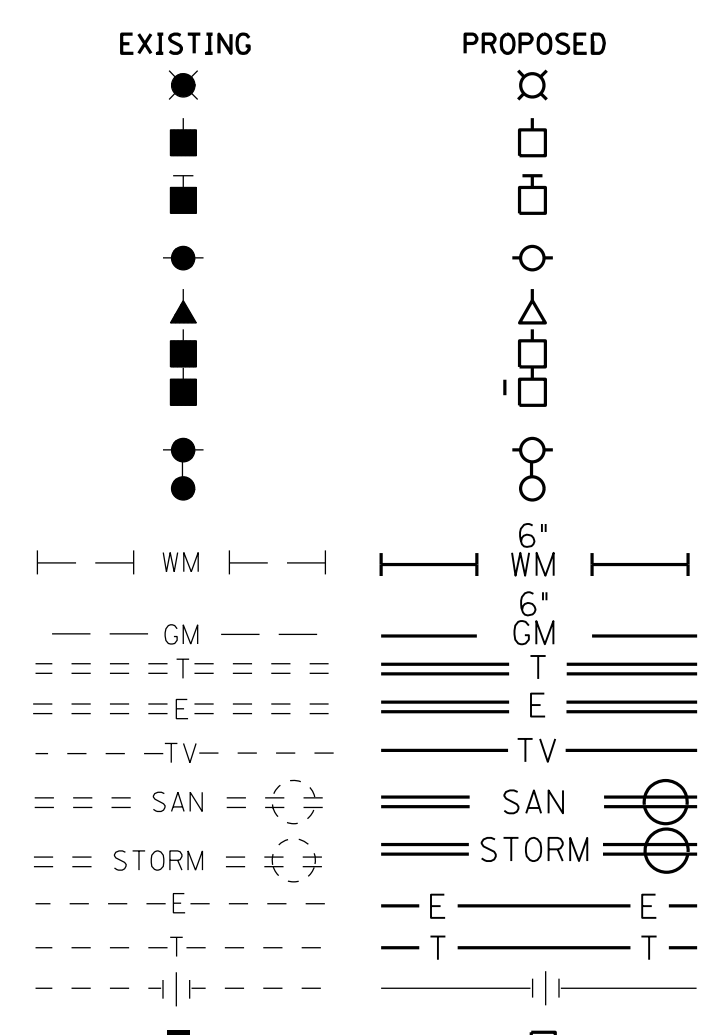 EXISTING PROPOSED
6"
WM WM
6"
GM GM
T T
E E
TV TV
SAN SAN
STORM STORM
E E E
T T T